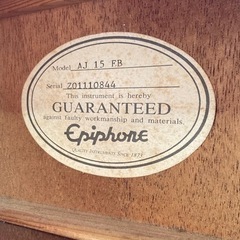 Model AJ 15 EB
Serial Z01110844
This instrument is hereby
GUARANTEED
against faulty workmanship and materials.
Epiphone
QUALITY INSTRUMENTS SINCE 1873